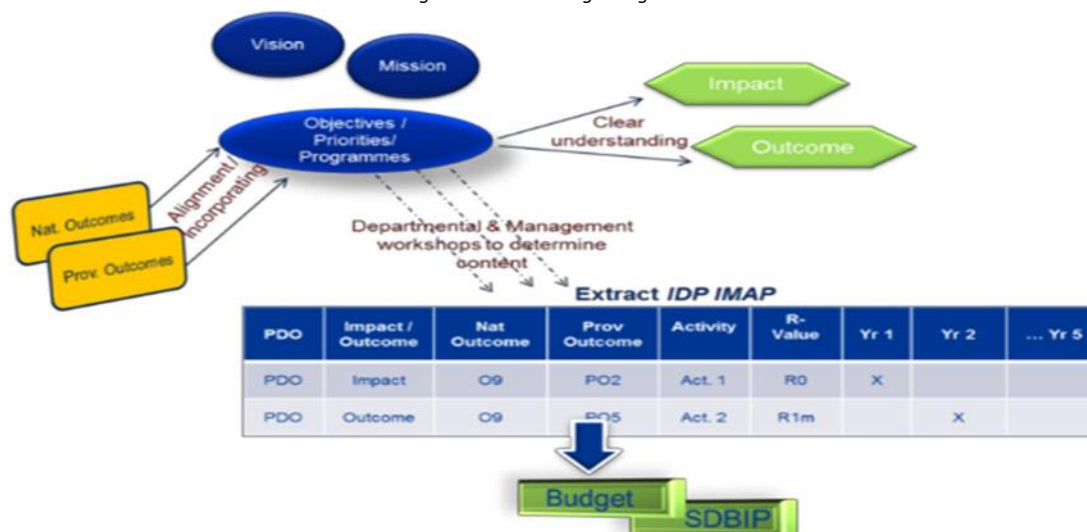 Vision
Mission
Objectives /
Priorities/
Programmes
Impact
Clear
understanding
Outcome
Alignment /
Incorporating
Nat. Outcomes
Prov. Outcomes
Departmental & Management
workshops to determine
content
Extract IDP IMAP
PDO Impact / Outcome Nat Outcome Prov Outcome Activity R-Value Yr 1 Yr 2 ... Yr 5
PDO Impact O9 PO2 Act. 1 R0 X
PDO Outcome O9 PO5 Act. 2 R1m X
Budget
SDBIP